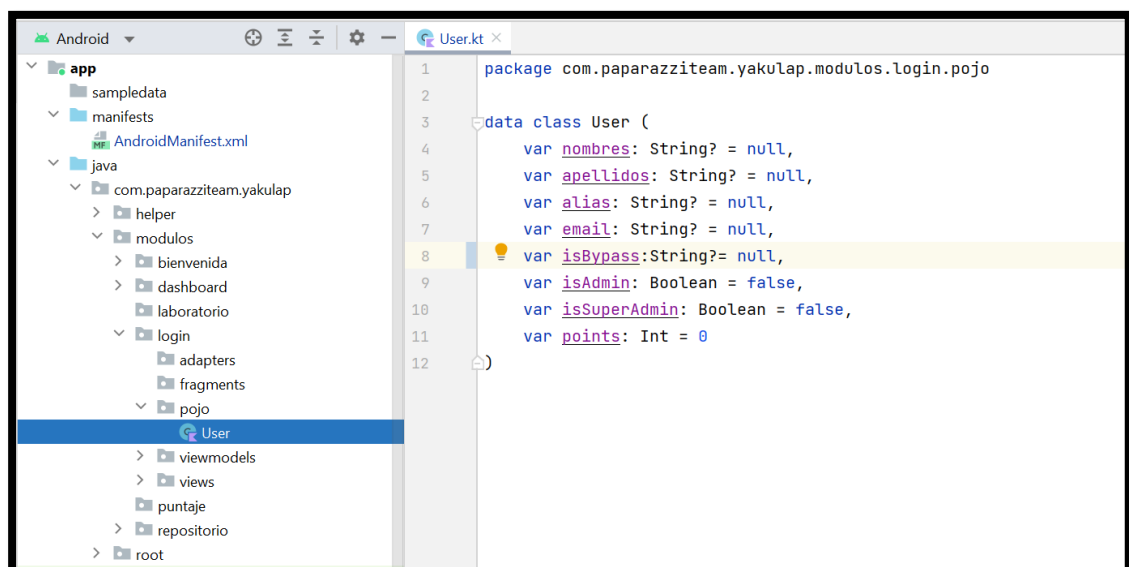 Android
app
sampledata
manifests
MF AndroidManifest.xml
java
com.paparazziteam.yakulap
helper
modulos
bienvenida
dashboard
laboratorio
login
adapters
fragments
pojo
User
viewmodels
views
puntaje
repositorio
root
User.kt
1 package com.paparazziteam.yakulap.modulos.login.pojo
2
3 data class User (
4 var nombres: String? = null,
5 var apellidos: String? = null,
6 var alias: String? = null,
7 var email: String? = null,
8 var isBypass:String?= null,
9 var isAdmin: Boolean = false,
10 var isSuperAdmin: Boolean = false,
11 var points: Int = 0
12 )